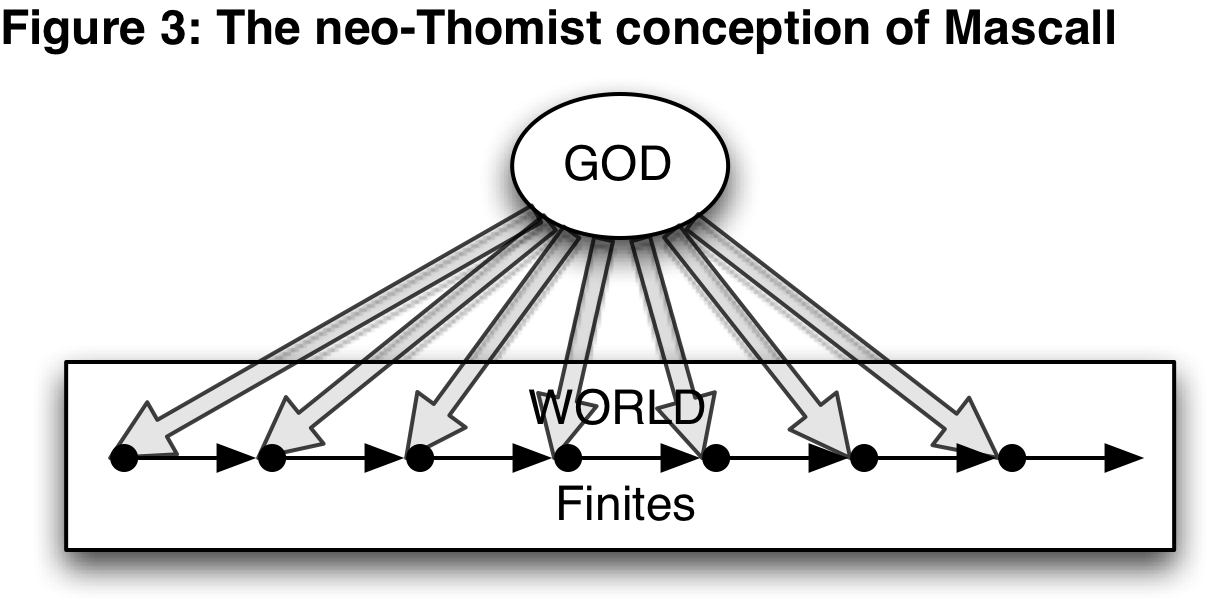 Figure 3: The neo-Thomist conception of Mascall
GOD
WORLD
Finites